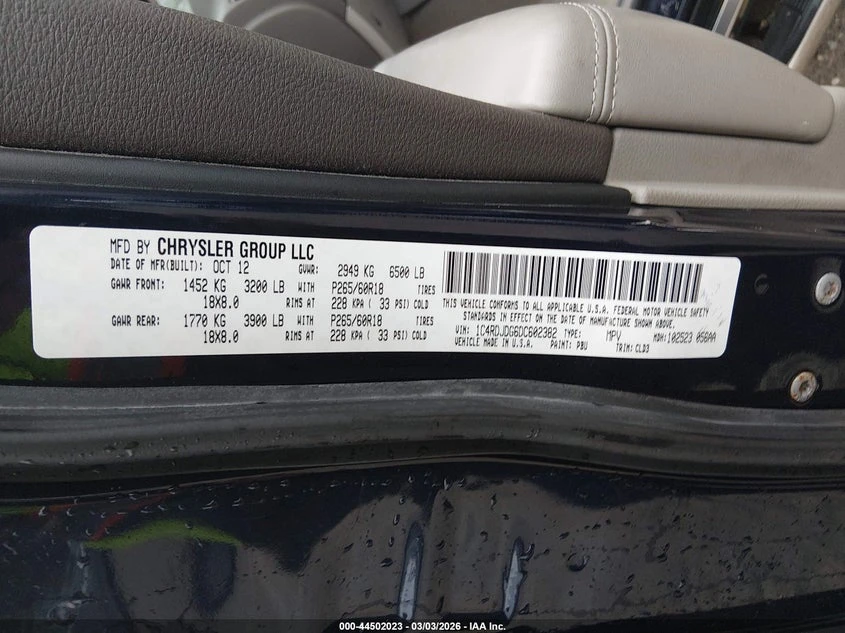 MFD BY CHRYSLER GROUP LLC
DATE OF MFR(BUILT): OCT 12 GVWR: 2949 KG 6500 LB
GAWR FRONT: 1452 KG 3200 LB WITH P265/60R18 TIRES
18X8.0 RIMS AT 228 KPA ( 33 PSI) COLD
GAWR REAR: 1770 KG 3900 LB WITH P265/60R18 TIRES
18X8.0 RIMS AT 228 KPA ( 33 PSI) COLD
THIS VEHICLE CONFORMS TO ALL APPLICABLE U.S.A. FEDERAL MOTOR VEHICLE SAFETY
STANDARDS IN EFFECT ON THE DATE OF MANUFACTURE SHOWN ABOVE.
VIN: 1C4RDJDG6DC602382 MPV MDH: 102523 056AA
VEHICLE MADE IN U.S.A. PAINT: PBU TRIM: CLD3
000-44502023 - 03/03/2026 - IAA Inc.